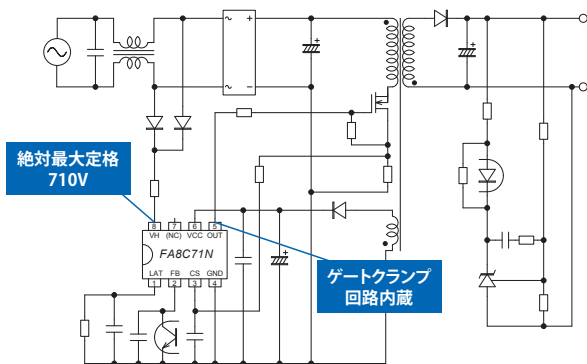 +
+
+
~
−
絶対最大定格
710V
8 7 6 5
VH (NC) VCC OUT
FA8C71N
LAT FB CS GND
1 2 3 4
+
ゲートクランプ
回路内蔵